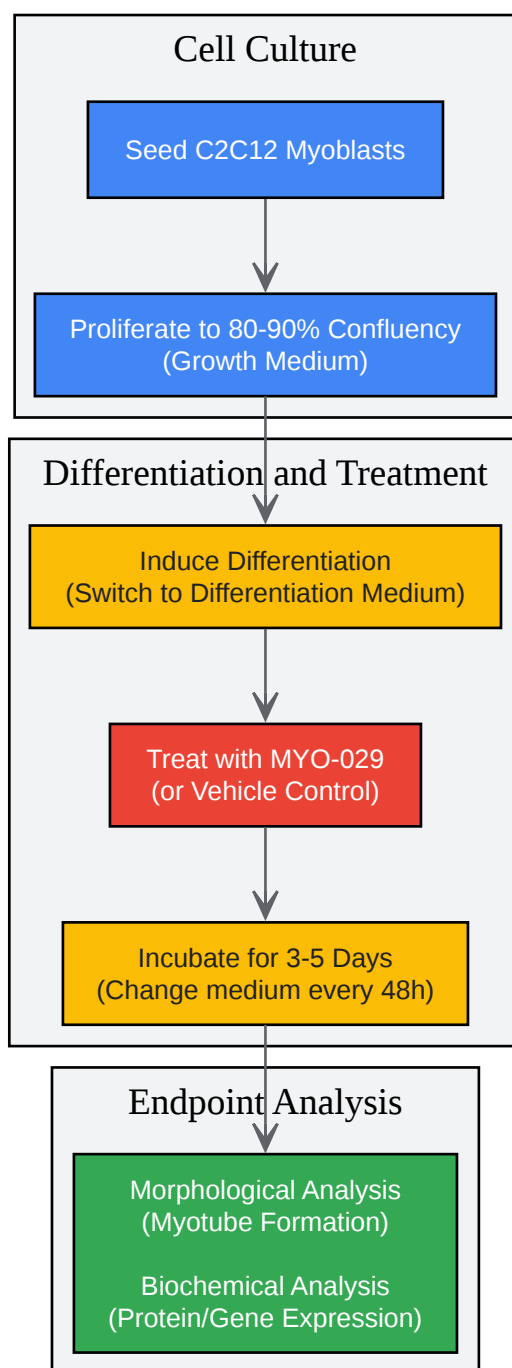 Cell Culture
Seed C2C12 Myoblasts
Proliferate to 80-90% Confluency
(Growth Medium)
Differentiation and Treatment
Induce Differentiation
(Switch to Differentiation Medium)
Treat with MYO-029
(or Vehicle Control)
Incubate for 3-5 Days
(Change medium every 48h)
Endpoint Analysis
Morphological Analysis
(Myotube Formation)
Biochemical Analysis
(Protein/Gene Expression)